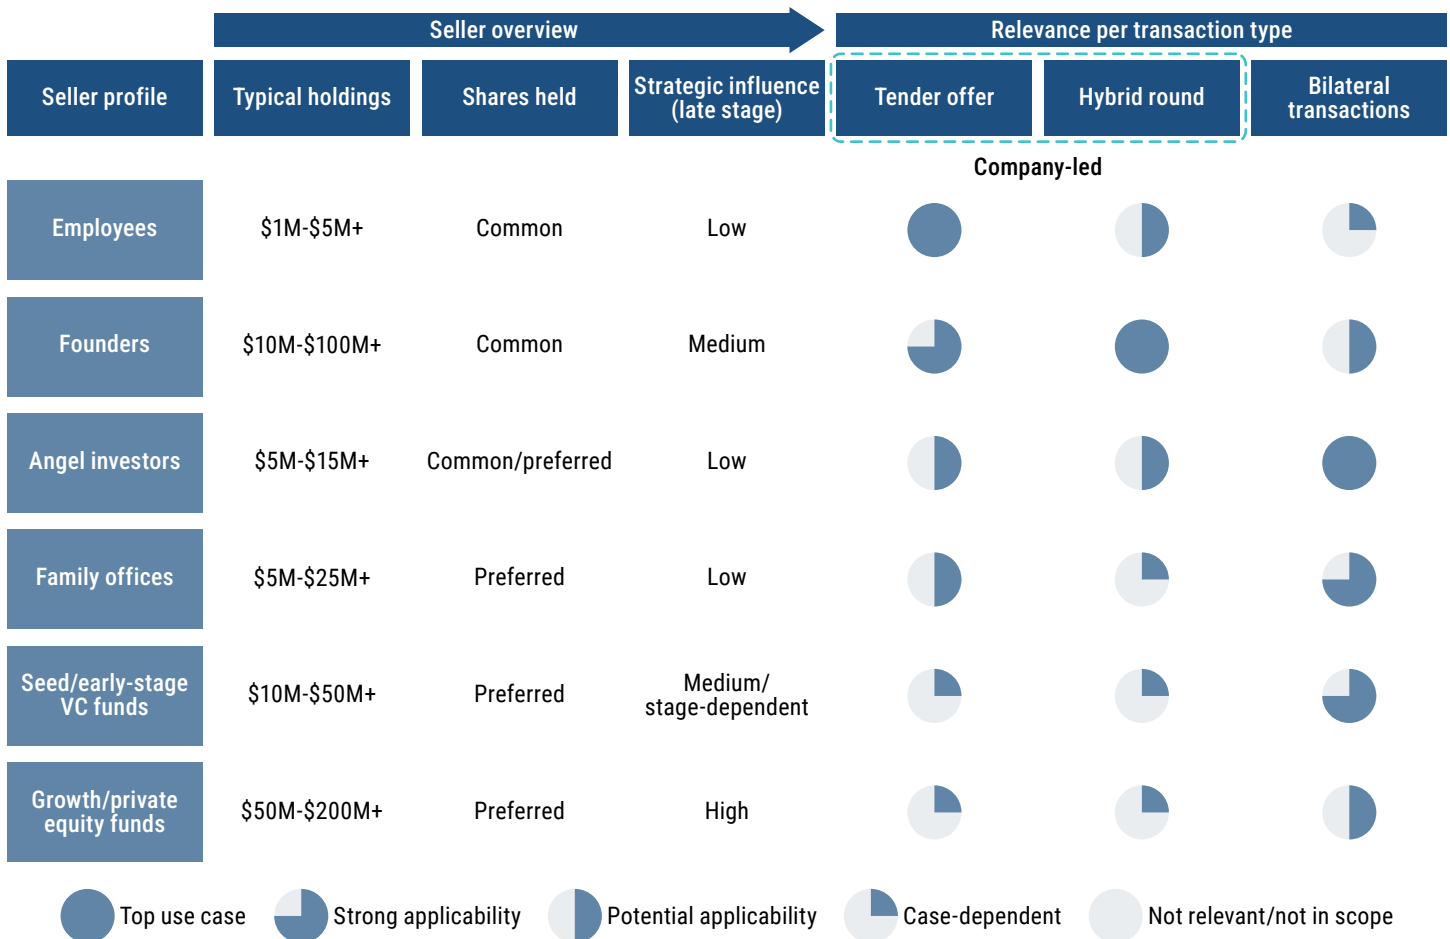 Seller overview
Relevance per transaction type
Seller profile
Typical holdings
Shares held
Strategic influence
(late stage)
Tender offer
Hybrid round
Bilateral
transactions
Company-led
Employees
$1M-$5M+
Common
Low
Founders
$10M-$100M+
Common
Medium
Angel investors
$5M-$15M+
Common/preferred
Low
Family offices
$5M-$25M+
Preferred
Low
Seed/early-stage
VC funds
$10M-$50M+
Preferred
Medium/
stage-dependent
Growth/private
equity funds
$50M-$200M+
Preferred
High
Top use case
Strong applicability
Potential applicability
Case-dependent
Not relevant/not in scope